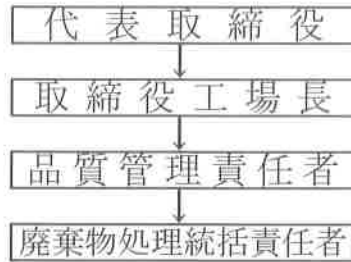 代表取締役
取締役工場長
品質管理責任者
廃棄物処理統括責任者